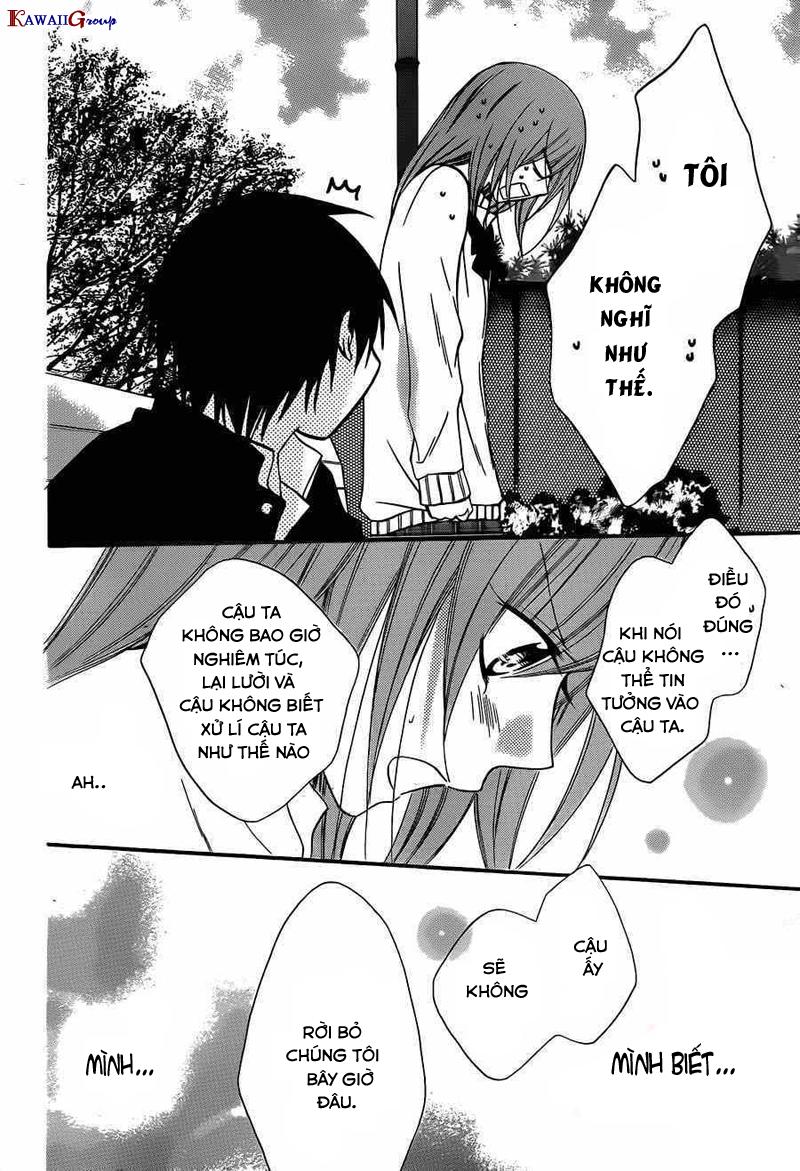 KAWAIIGroup
TÔI
KHÔNG
NGHĨ
NHƯ
THẾ.
ĐIỀU
ĐÓ
ĐÚNG
...
KHI NÓI
CẬU KHÔNG
THỂ TIN
TƯỞNG VÀO
CẬU TA.
CẬU TA
KHÔNG BAO GIỜ
NGHIÊM TÚC,
LẠI LƯỜI VÀ
CẬU KHÔNG BIẾT
XỬ LÍ CẬU TA
NHƯ THẾ NÀO
AH..
CẬU
ẤY
SẼ
KHÔNG
MÌNH BIẾT...
RỜI BỎ
CHÚNG TÔI
BÂY GIỜ
ĐÂU.
MÌNH...